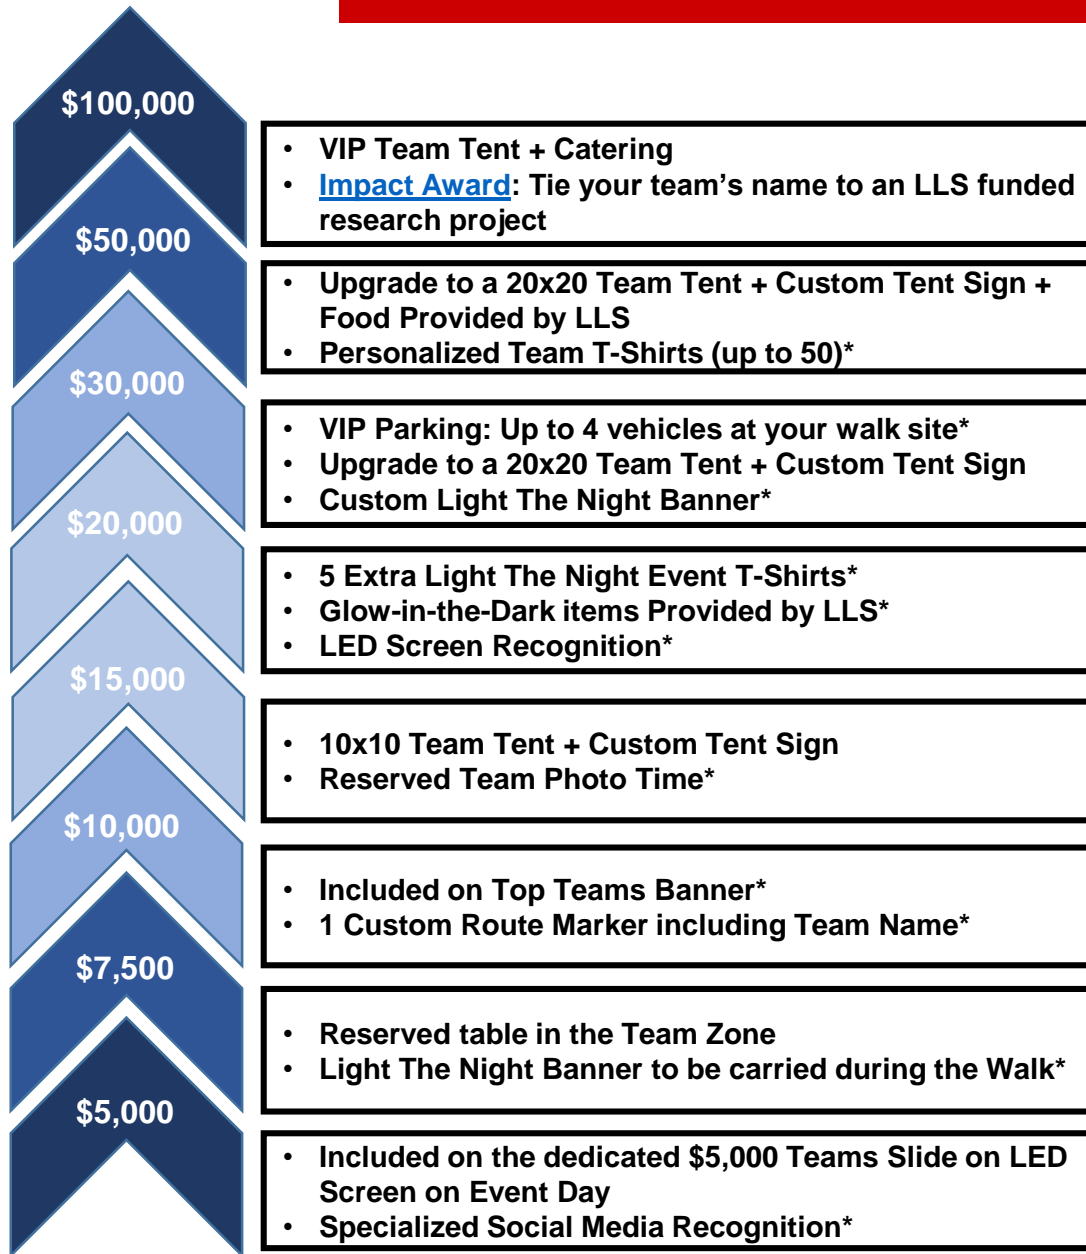 $100,000
• VIP Team Tent + Catering
• Impact Award: Tie your team’s name to an LLS funded
research project
$50,000
• Upgrade to a 20x20 Team Tent + Custom Tent Sign +
Food Provided by LLS
• Personalized Team T-Shirts (up to 50)*
$30,000
• VIP Parking: Up to 4 vehicles at your walk site*
• Upgrade to a 20x20 Team Tent + Custom Tent Sign
• Custom Light The Night Banner*
$20,000
• 5 Extra Light The Night Event T-Shirts*
• Glow-in-the-Dark items Provided by LLS*
• LED Screen Recognition*
$15,000
• 10x10 Team Tent + Custom Tent Sign
• Reserved Team Photo Time*
$10,000
• Included on Top Teams Banner*
• 1 Custom Route Marker including Team Name*
$7,500
• Reserved table in the Team Zone
• Light The Night Banner to be carried during the Walk*
$5,000
• Included on the dedicated $5,000 Teams Slide on LED
Screen on Event Day
• Specialized Social Media Recognition*